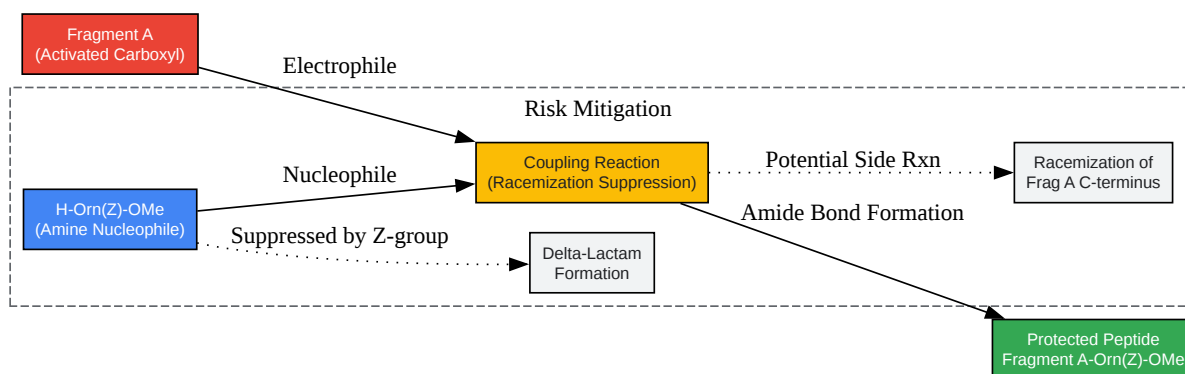 Fragment A
(Activated Carboxyl)
Electrophile
Risk Mitigation
Nucleophile
Coupling Reaction
(Racemization Suppression)
Potential Side Rxn
Racemization of
Frag A C-terminus
H-Orn(Z)-OMe
(Amine Nucleophile)
Suppressed by Z-group
Amide Bond Formation
Delta-Lactam
Formation
Protected Peptide
Fragment A-Orn(Z)-OMe